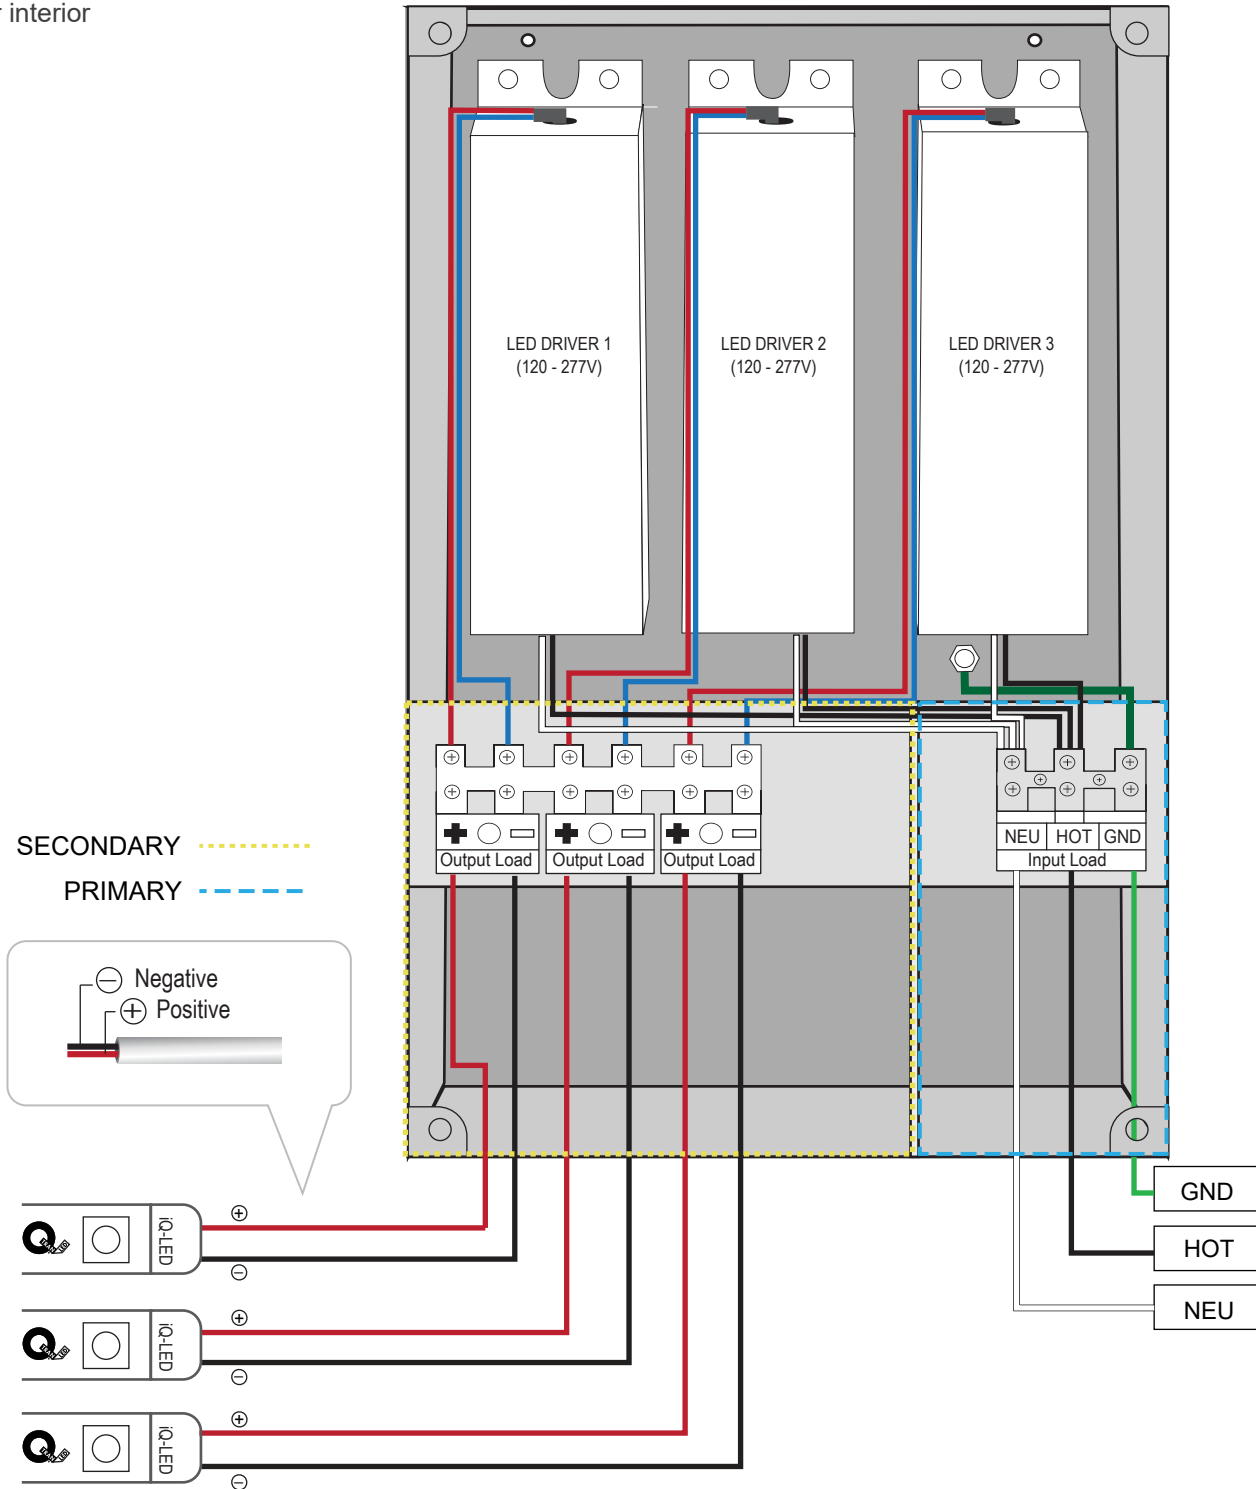 r interior
LED DRIVER 1
(120 - 277V)
LED DRIVER 2
(120 - 277V)
LED DRIVER 3
(120 - 277V)
NEU HOT GND
Input Load
Output Load
Output Load
Output Load
SECONDARY
PRIMARY
Negative
Positive
GND
HOT
NEU
iQ-LED
iQ-LED
iQ-LED